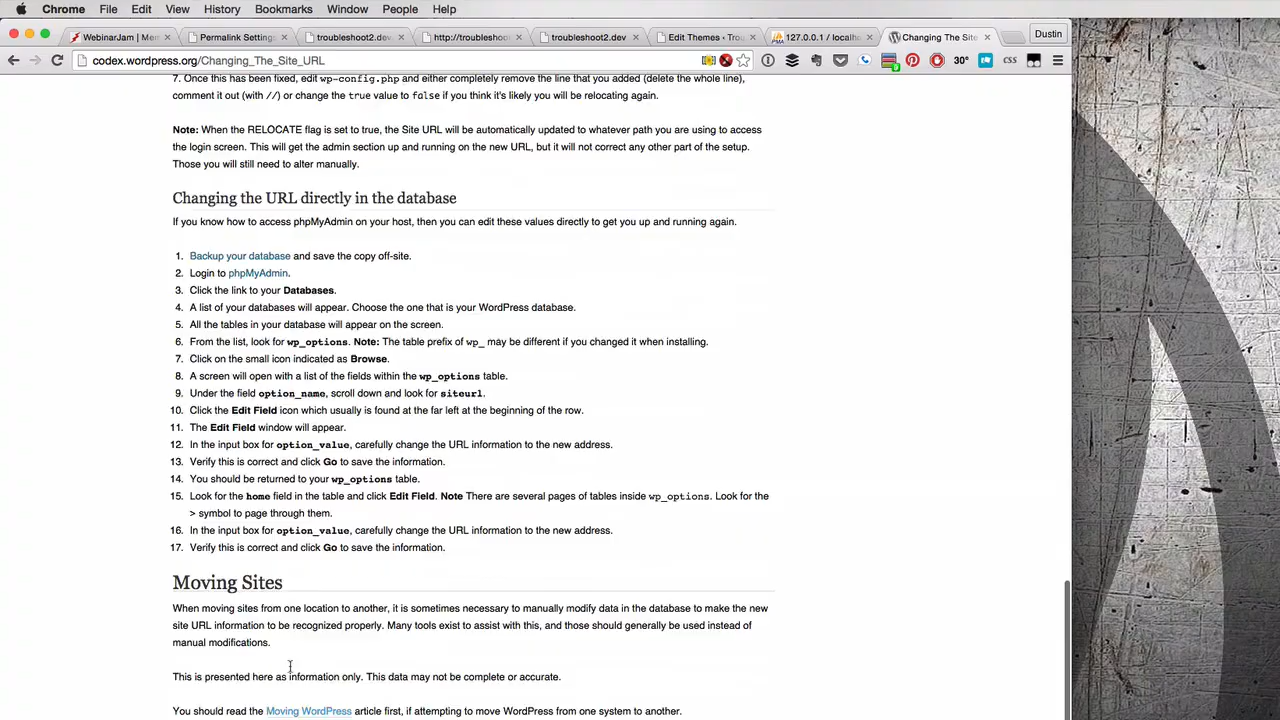 Chrome File Edit View History Bookmarks Window People Help
WebinarJam | Mem
Permalink Settings
troubleshoot2.dev
http://troubleshoo
troubleshoot2.dev
Edit Themes ‹ Trou
127.0.0.1 / localh
Changing The Site
Dustin
codex.wordpress.org/Changing_The_Site_URL
30°
css
7. Once this has been fixed, edit wp-config.php and either completely remove the line that you added (delete the whole line),
comment it out (with //) or change the true value to false if you think it's likely you will be relocating again.
Note: When the RELOCATE flag is set to true, the Site URL will be automatically updated to whatever path you are using to access
the login screen. This will get the admin section up and running on the new URL, but it will not correct any other part of the setup.
Those you will still need to alter manually.
Changing the URL directly in the database
If you know how to access phpMyAdmin on your host, then you can edit these values directly to get you up and running again.
1. Backup your database and save the copy off-site.
2. Login to phpMyAdmin.
3. Click the link to your Databases.
4. A list of your databases will appear. Choose the one that is your WordPress database.
5. All the tables in your database will appear on the screen.
6. From the list, look for wp_options. Note: The table prefix of wp_ may be different if you changed it when installing.
7. Click on the small icon indicated as Browse.
8. A screen will open with a list of the fields within the wp_options table.
9. Under the field option_name, scroll down and look for siteurl.
10. Click the Edit Field icon which usually is found at the far left at the beginning of the row.
11. The Edit Field window will appear.
12. In the input box for option_value, carefully change the URL information to the new address.
13. Verify this is correct and click Go to save the information.
14. You should be returned to your wp_options table.
15. Look for the home field in the table and click Edit Field. Note There are several pages of tables inside wp_options. Look for the
> symbol to page through them.
16. In the input box for option_value, carefully change the URL information to the new address.
17. Verify this is correct and click Go to save the information.
Moving Sites
When moving sites from one location to another, it is sometimes necessary to manually modify data in the database to make the new
site URL information to be recognized properly. Many tools exist to assist with this, and those should generally be used instead of
manual modifications.
This is presented here as information only. This data may not be complete or accurate.
You should read the Moving WordPress article first, if attempting to move WordPress from one system to another.